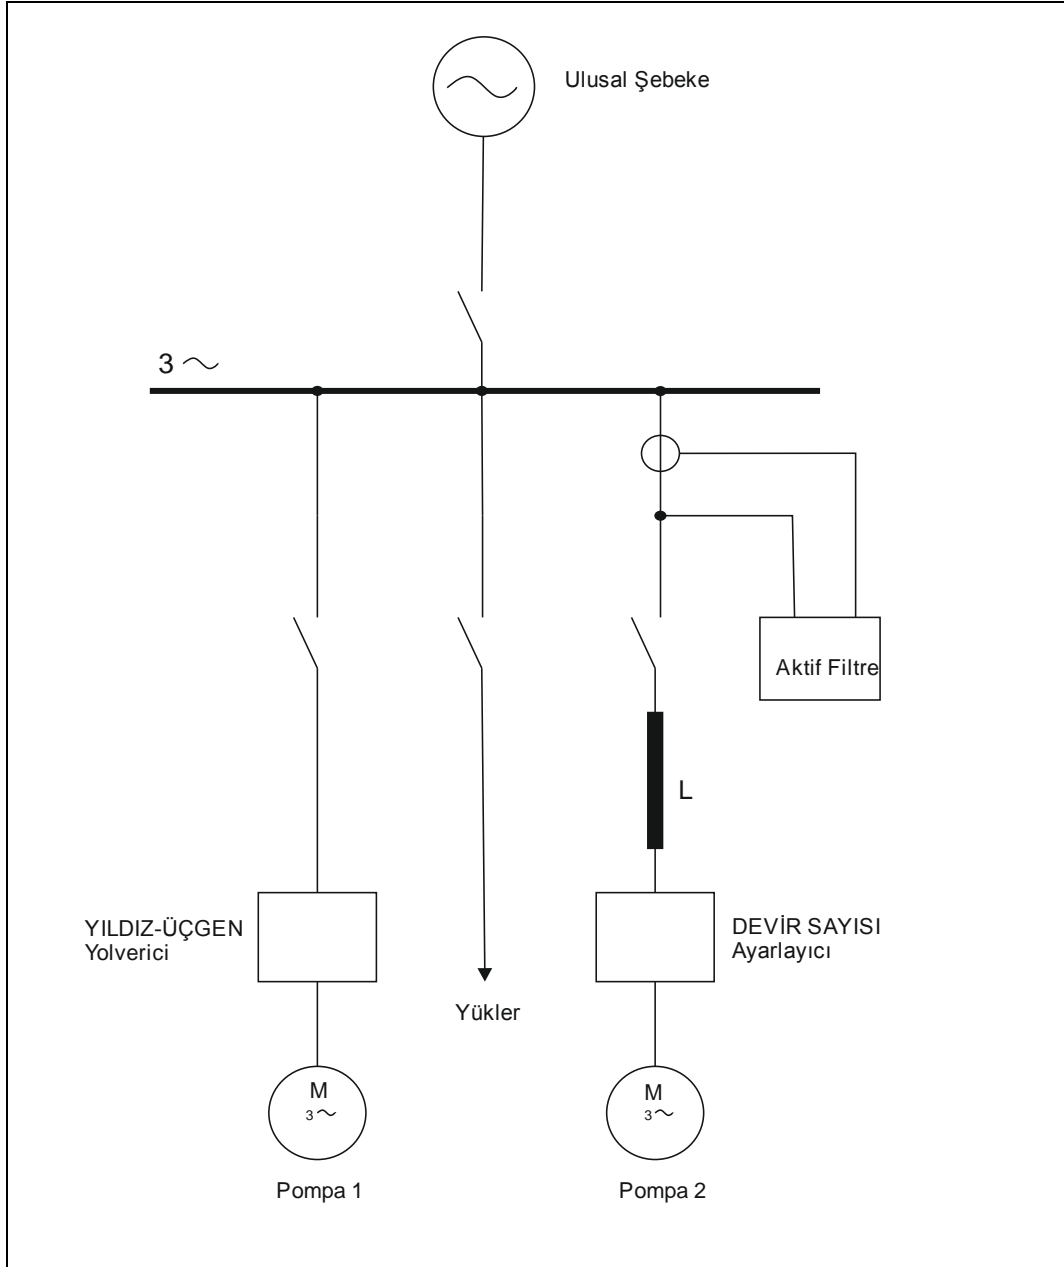 Ulusal Şebeke
3
Aktif Filtre
L
YILDIZ-ÜÇGEN
Yolverici
DEVİR SAYISI
Ayarlayıcı
Yükler
M
3
M
3
Pompa 1
Pompa 2